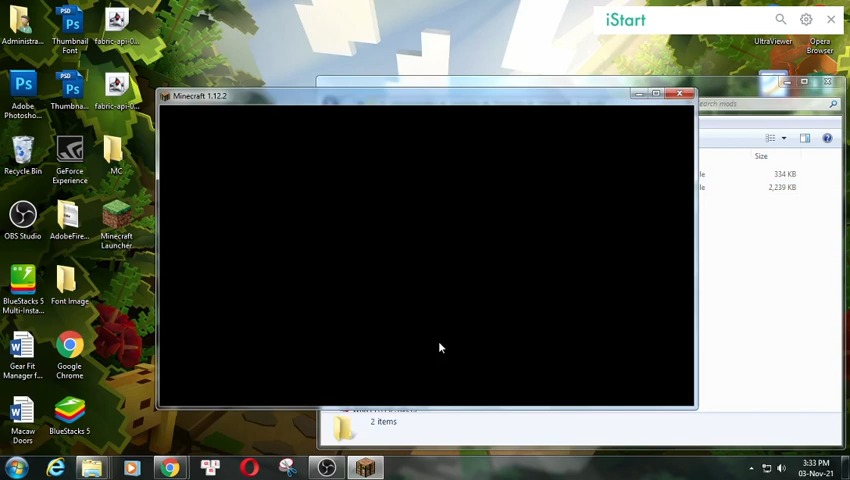 iStart
Administra...
Thumbnail
Font
fabric-api-0...
UltraViewer
Opera
Browser
Adobe
Photosho...
Thumbna...
fabric-api-0...
Minecraft 1.12.2
Search mods
Size
334 KB
2,239 KB
Recycle Bin
GeForce
Experience
MC
OBS Studio
AdobeFire...
Minecraft
Launcher
BlueStacks 5
Multi-Insta...
Font Image
Gear Fit
Manager f...
Google
Chrome
Macaw
Doors
BlueStacks 5
2 items
3:33 PM
03-Nov-21